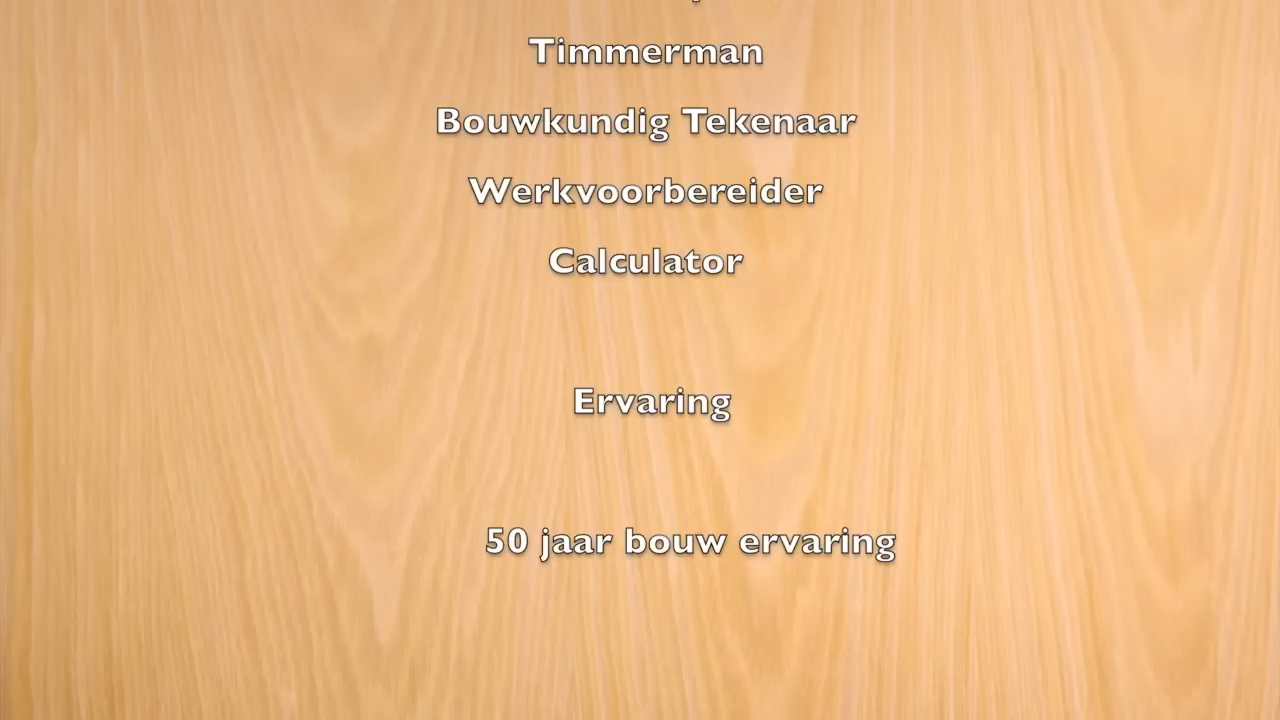 Timmerman
Bouwkundig Tekenaar
Werkvoorbereider
Calculator
Ervaring
50 jaar bouw ervaring